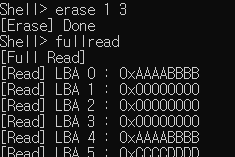 Shell> erase 1 3
[Erase] Done
Shell> fullread
[Full Read]
[Read] LBA 0 : 0xAAAABBBB
[Read] LBA 1 : 0x00000000
[Read] LBA 2 : 0x00000000
[Read] LBA 3 : 0x00000000
[Read] LBA 4 : 0xAAAABBBB
[Read] LBA 5 : 0xCCCCDDDD